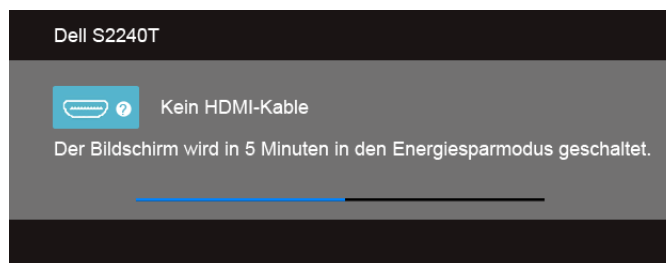 Dell S2240T
Kein HDMI-Kable
Der Bildschirm wird in 5 Minuten in den Energiesparmodus geschaltet.